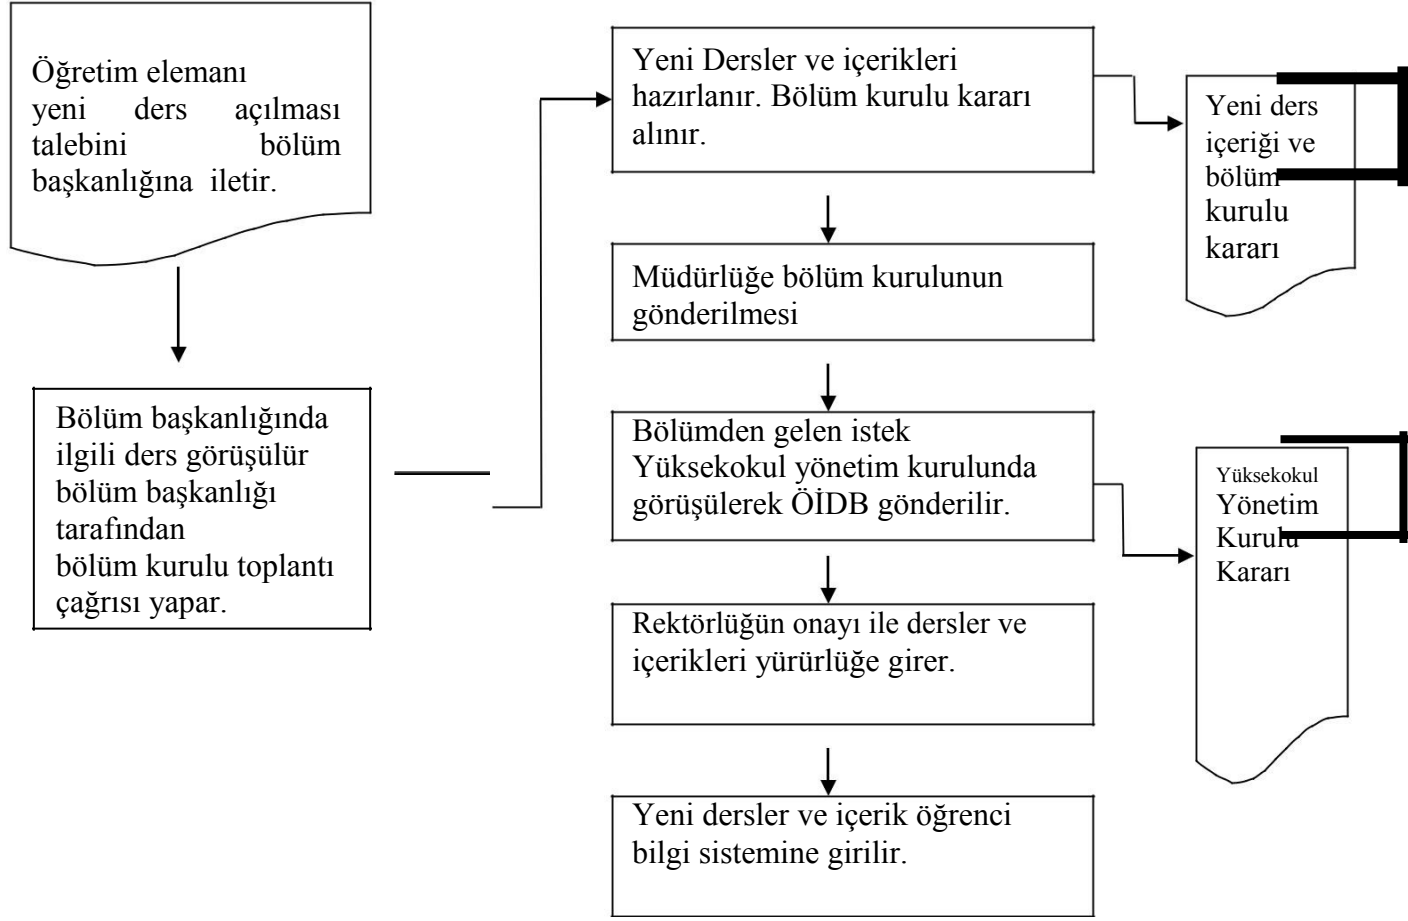 Öğretim elemanı
yeni ders açılması
talebini bölüm
başkanlığına iletir.
Bölüm başkanlığında
ilgili ders görüşülür
bölüm başkanlığı
tarafından
bölüm kurulu toplantı
çağrısı yapar.
Yeni Dersler ve içerikleri
hazırlanır. Bölüm kurulu kararı
alınır.
Yeni ders
içeriği ve
bölüm
kurulu
kararı
Müdürlüğe bölüm kurulunun
gönderilmesi
Bölümden gelen istek
Yüksekokul yönetim kurulunda
görüşülerek ÖİDB gönderilir.
Yüksekokul
Yönetim
Kurulu
Kararı
Rektörlüğün onayı ile dersler ve
içerikleri yürürlüğe girer.
Yeni dersler ve içerik öğrenci
bilgi sistemine girilir.